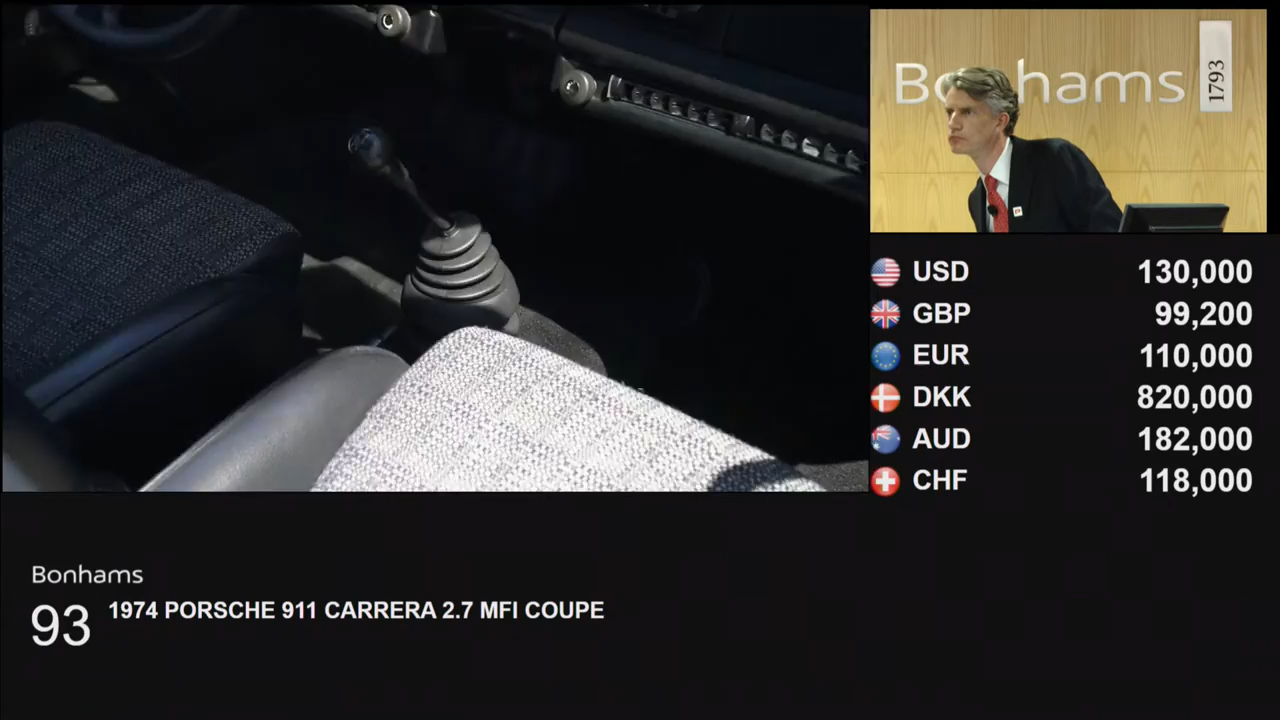 Bonhams
1793
USD 130,000
GBP 99,200
EUR 110,000
DKK 820,000
AUD 182,000
CHF 118,000
Bonhams
93 1974 PORSCHE 911 CARRERA 2.7 MFI COUPE